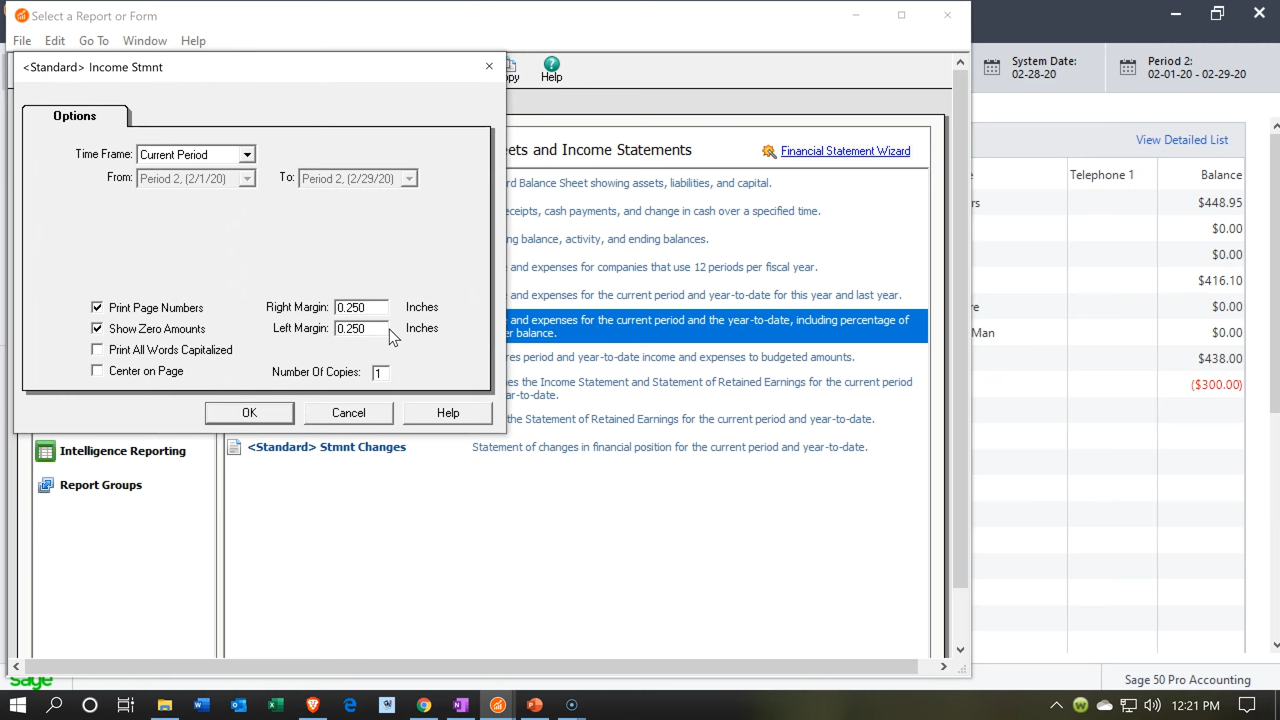 Select a Report or Form
File Edit Go To Window Help
<Standard> Income Stmnt
Options
Time Frame: Current Period
From: Period 2, (2/1/20) To: Period 2, (2/29/20)
Print Page Numbers Right Margin: 0.250 Inches
Show Zero Amounts Left Margin: 0.250 Inches
Print All Words Capitalized
Center on Page Number Of Copies: 1
OK Cancel Help
opy Help
ets and Income Statements Financial Statement Wizard
rd Balance Sheet showing assets, liabilities, and capital.
eceipts, cash payments, and change in cash over a specified time.
ng balance, activity, and ending balances.
e and expenses for companies that use 12 periods per fiscal year.
e and expenses for the current period and year-to-date for this year and last year.
e and expenses for the current period and the year-to-date, including percentage of
er balance.
res period and year-to-date income and expenses to budgeted amounts.
es the Income Statement and Statement of Retained Earnings for the current period
ar-to-date.
the Statement of Retained Earnings for the current period and year-to-date.
<Standard> Stmnt Changes Statement of changes in financial position for the current period and year-to-date.
Intelligence Reporting
Report Groups
System Date:
02-28-20
Period 2:
02-01-20 - 02-29-20
View Detailed List
e Telephone 1 Balance
rs $448.95
$0.00
$0.00
$416.10
re $0.00
Man $0.00
$438.00
($300.00)
sage
Sage 50 Pro Accounting
12:21 PM